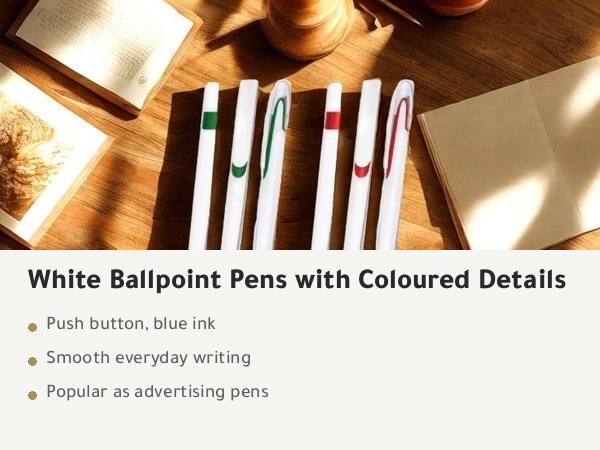 White Ballpoint Pens with Coloured Details
Push button, blue ink
Smooth everyday writing
Popular as advertising pens